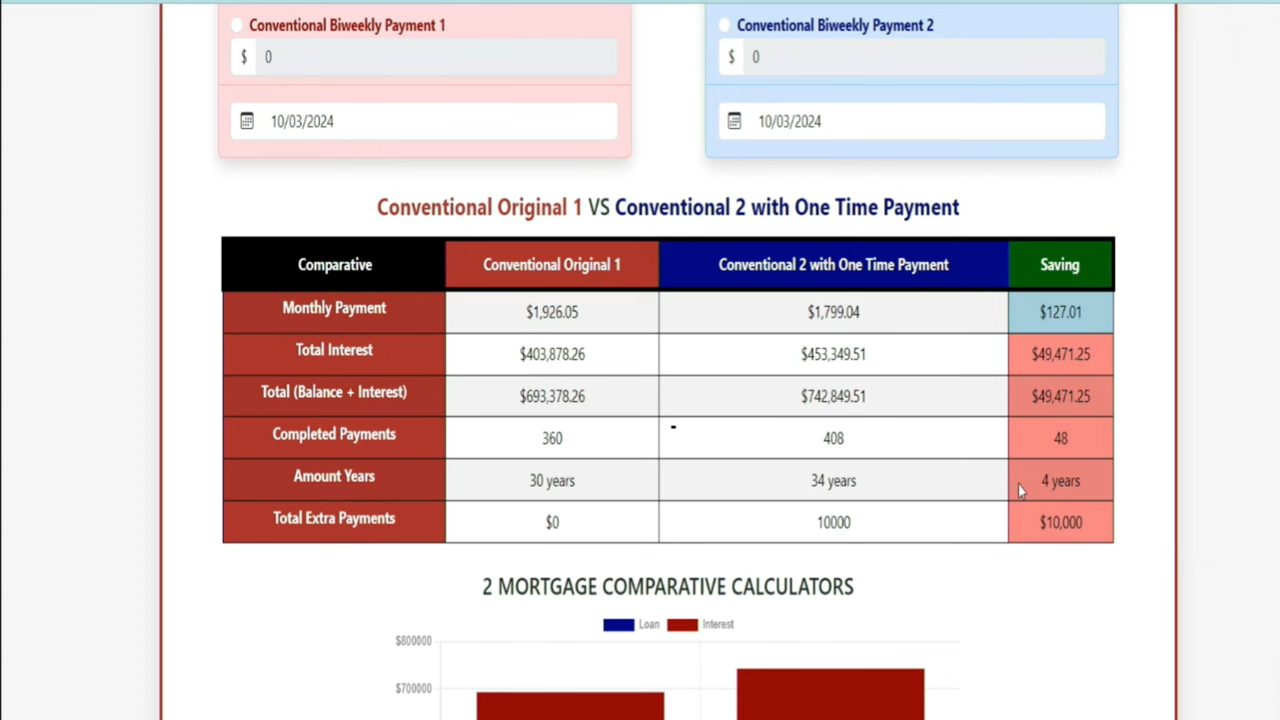 Conventional Biweekly Payment 1
Conventional Biweekly Payment 2
$ 0
$ 0
10/03/2024
10/03/2024
Conventional Original 1 VS Conventional 2 with One Time Payment
Comparative Conventional Original 1 Conventional 2 with One Time Payment Saving
Monthly Payment $1,926.05 $1,799.04 $127.01
Total Interest $403,878.26 $453,349.51 $49,471.25
Total (Balance + Interest) $693,378.26 $742,849.51 $49,471.25
Completed Payments 360 408 48
Amount Years 30 years 34 years 4 years
Total Extra Payments $0 10000 $10,000
2 MORTGAGE COMPARATIVE CALCULATORS
Loan Interest
$800000
$700000